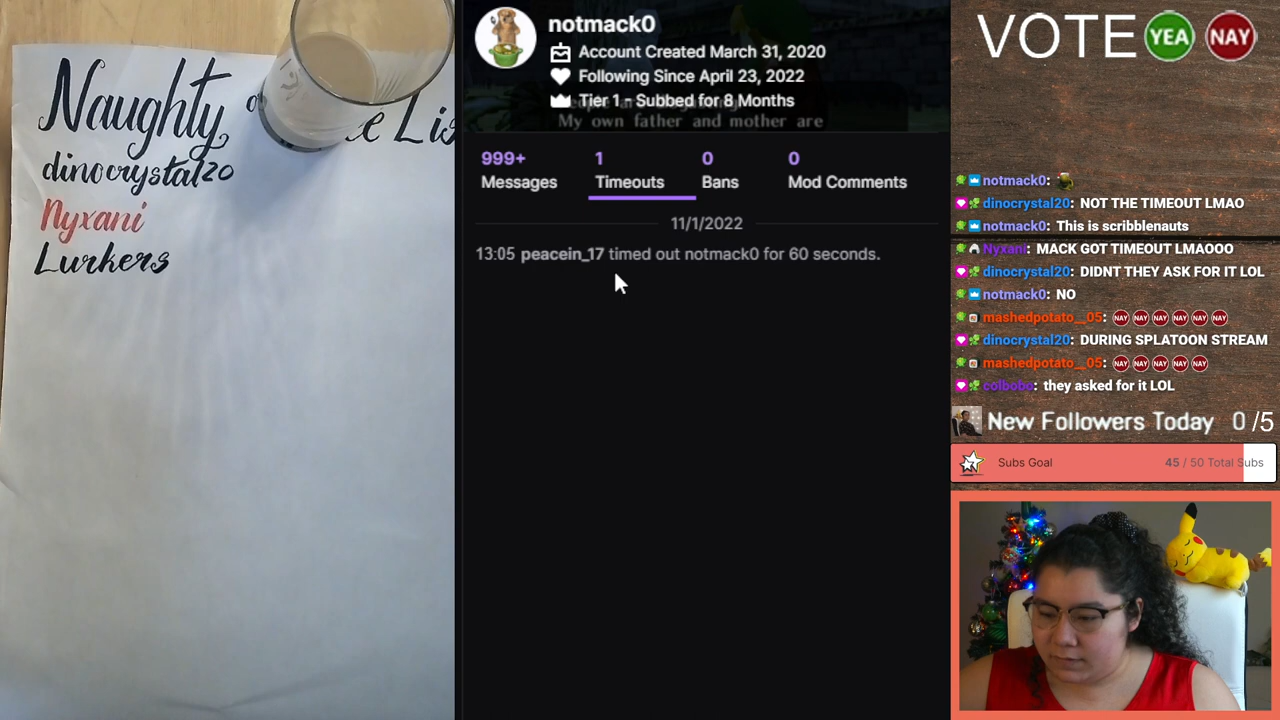 Naughty
dinocrystal20
Nyxani
Lurkers
notmack0
Account Created March 31, 2020
Following Since April 23, 2022
Tier 1 - Subbed for 8 Months
My own father and mother are
999+ 1 0 0
Messages Timeouts Bans Mod Comments
11/1/2022
13:05 peacein_17 timed out notmack0 for 60 seconds.
VOTE YEA NAY
notmack0:
dinocrystal20: NOT THE TIMEOUT LMAO
notmack0: This is scribblenauts
Nyxani: MACK GOT TIMEOUT LMAOOO
dinocrystal20: DIDNT THEY ASK FOR IT LOL
notmack0: NO
mashedpotato__05: NAY NAY NAY NAY NAY NAY
dinocrystal20: DURING SPLATOON STREAM
mashedpotato__05: NAY NAY NAY NAY NAY
colbobo: they asked for it LOL
New Followers Today 0 /5
Subs Goal 45 / 50 Total Subs